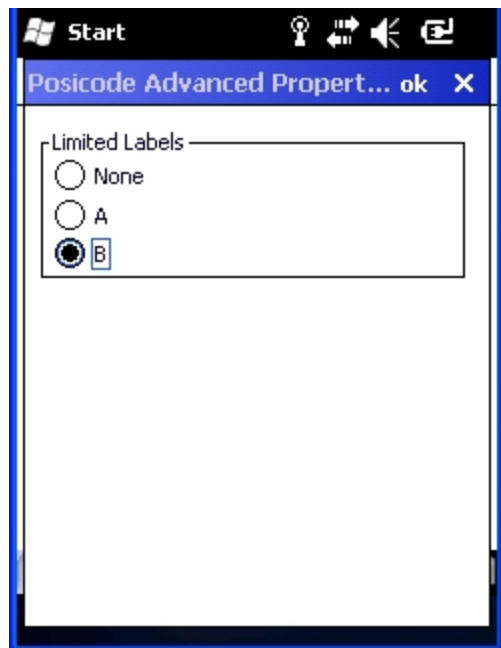 Start
Posicode Advanced Propert... ok X
Limited Labels
None
A
B